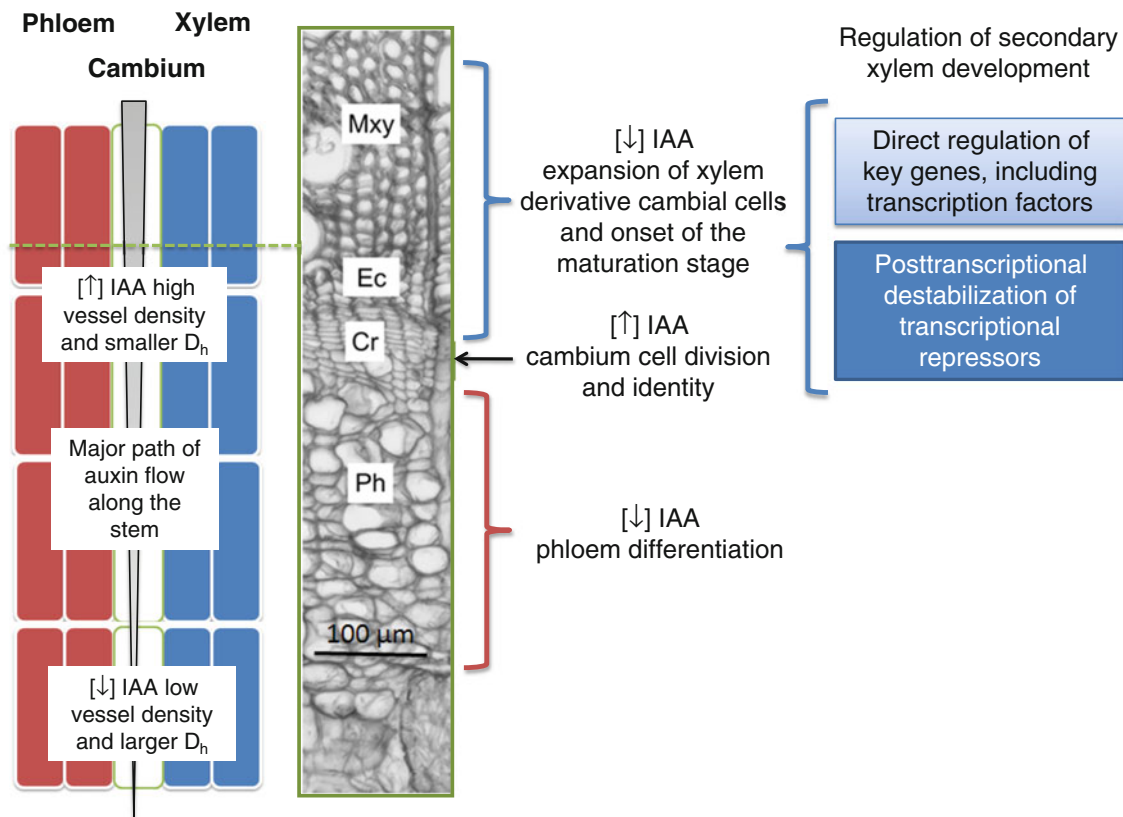 Phloem
Xylem
Cambium
[↑] IAA high
vessel density
and smaller Dₕ
Major path of
auxin flow
along the
stem
[↓] IAA low
vessel density
and larger Dₕ
Mxy
Ec
Cr
Ph
100 µm
[↓] IAA
expansion of xylem
derivative cambial cells
and onset of the
maturation stage
[↑] IAA
cambium cell division
and identity
[↓] IAA
phloem differentiation
Regulation of secondary
xylem development
Direct regulation of
key genes, including
transcription factors
Posttranscriptional
destabilization of
transcriptional
repressors